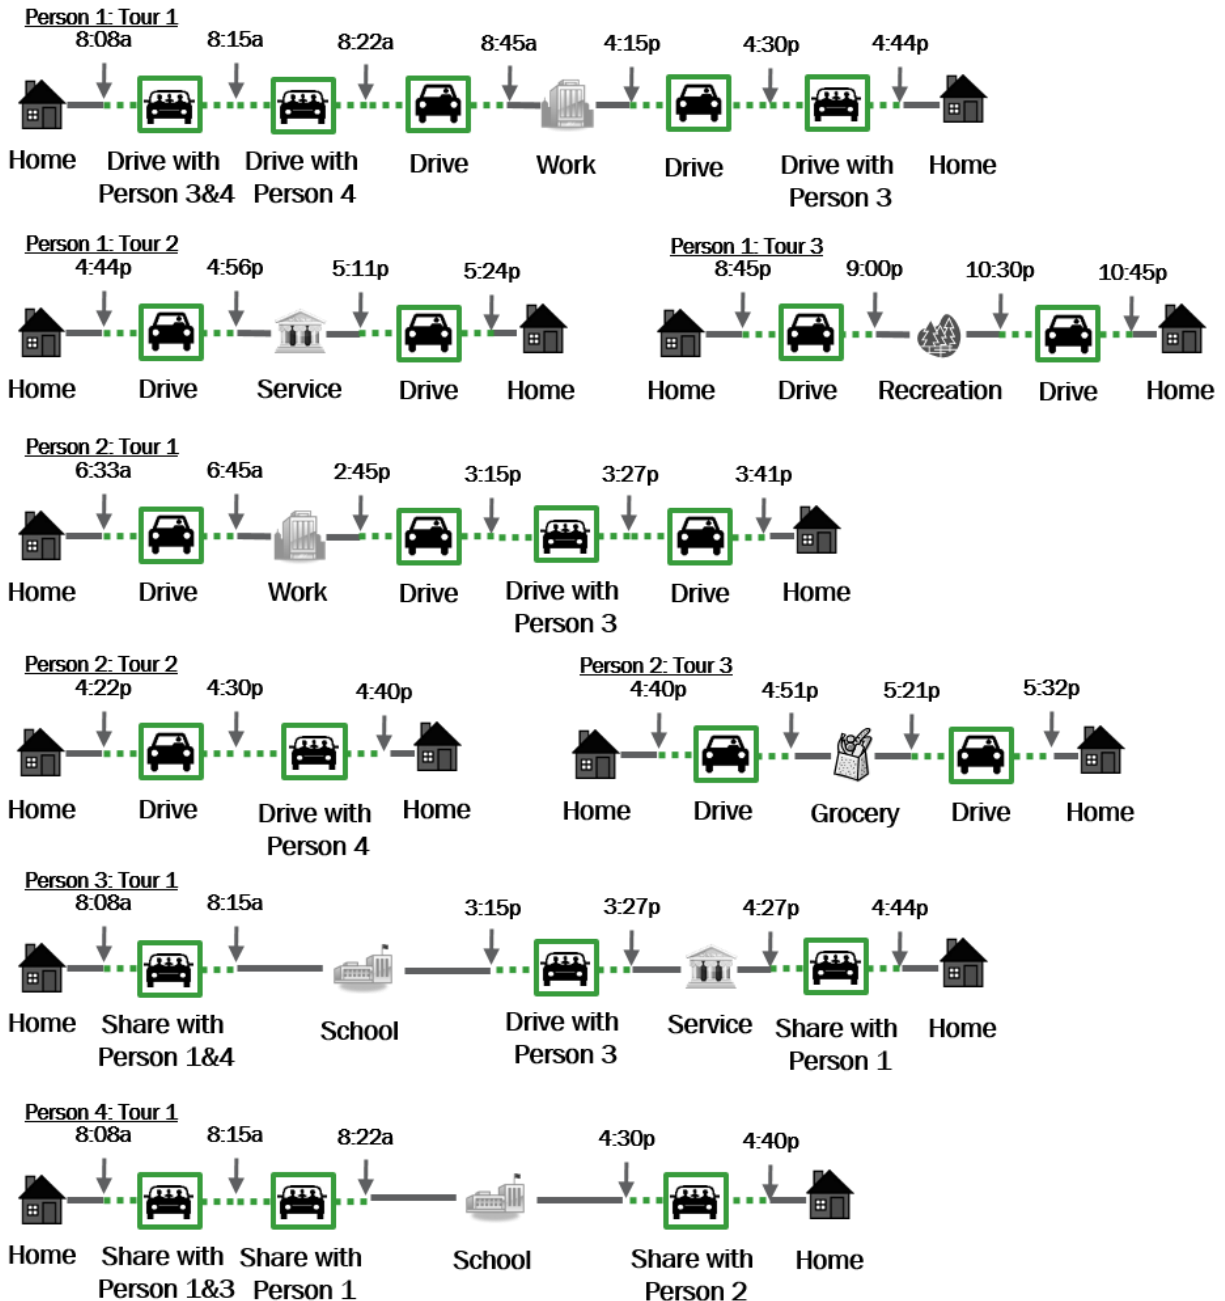 Person 1: Tour 1
8:08a 8:15a 8:22a 8:45a 4:15p 4:30p 4:44p
Home Drive with Drive with Drive Work Drive Drive with Home
Person 3&4 Person 4 Person 3
Person 1: Tour 2 Person 1: Tour 3
4:44p 4:56p 5:11p 5:24p 8:45p 9:00p 10:30p 10:45p
Home Drive Service Drive Home Home Drive Recreation Drive Home
Person 2: Tour 1
6:33a 6:45a 2:45p 3:15p 3:27p 3:41p
Home Drive Work Drive Drive with Drive Home
Person 3
Person 2: Tour 2 Person 2: Tour 3
4:22p 4:30p 4:40p 4:40p 4:51p 5:21p 5:32p
Home Drive Drive with Home Home Drive Grocery Drive Home
Person 4
Person 3: Tour 1
8:08a 8:15a 3:15p 3:27p 4:27p 4:44p
Home Share with School Drive with Service Share with Home
Person 1&4 Person 3 Person 1
Person 4: Tour 1
8:08a 8:15a 8:22a 4:30p 4:40p
Home Share with Share with School Share with Home
Person 1&3 Person 1 Person 2